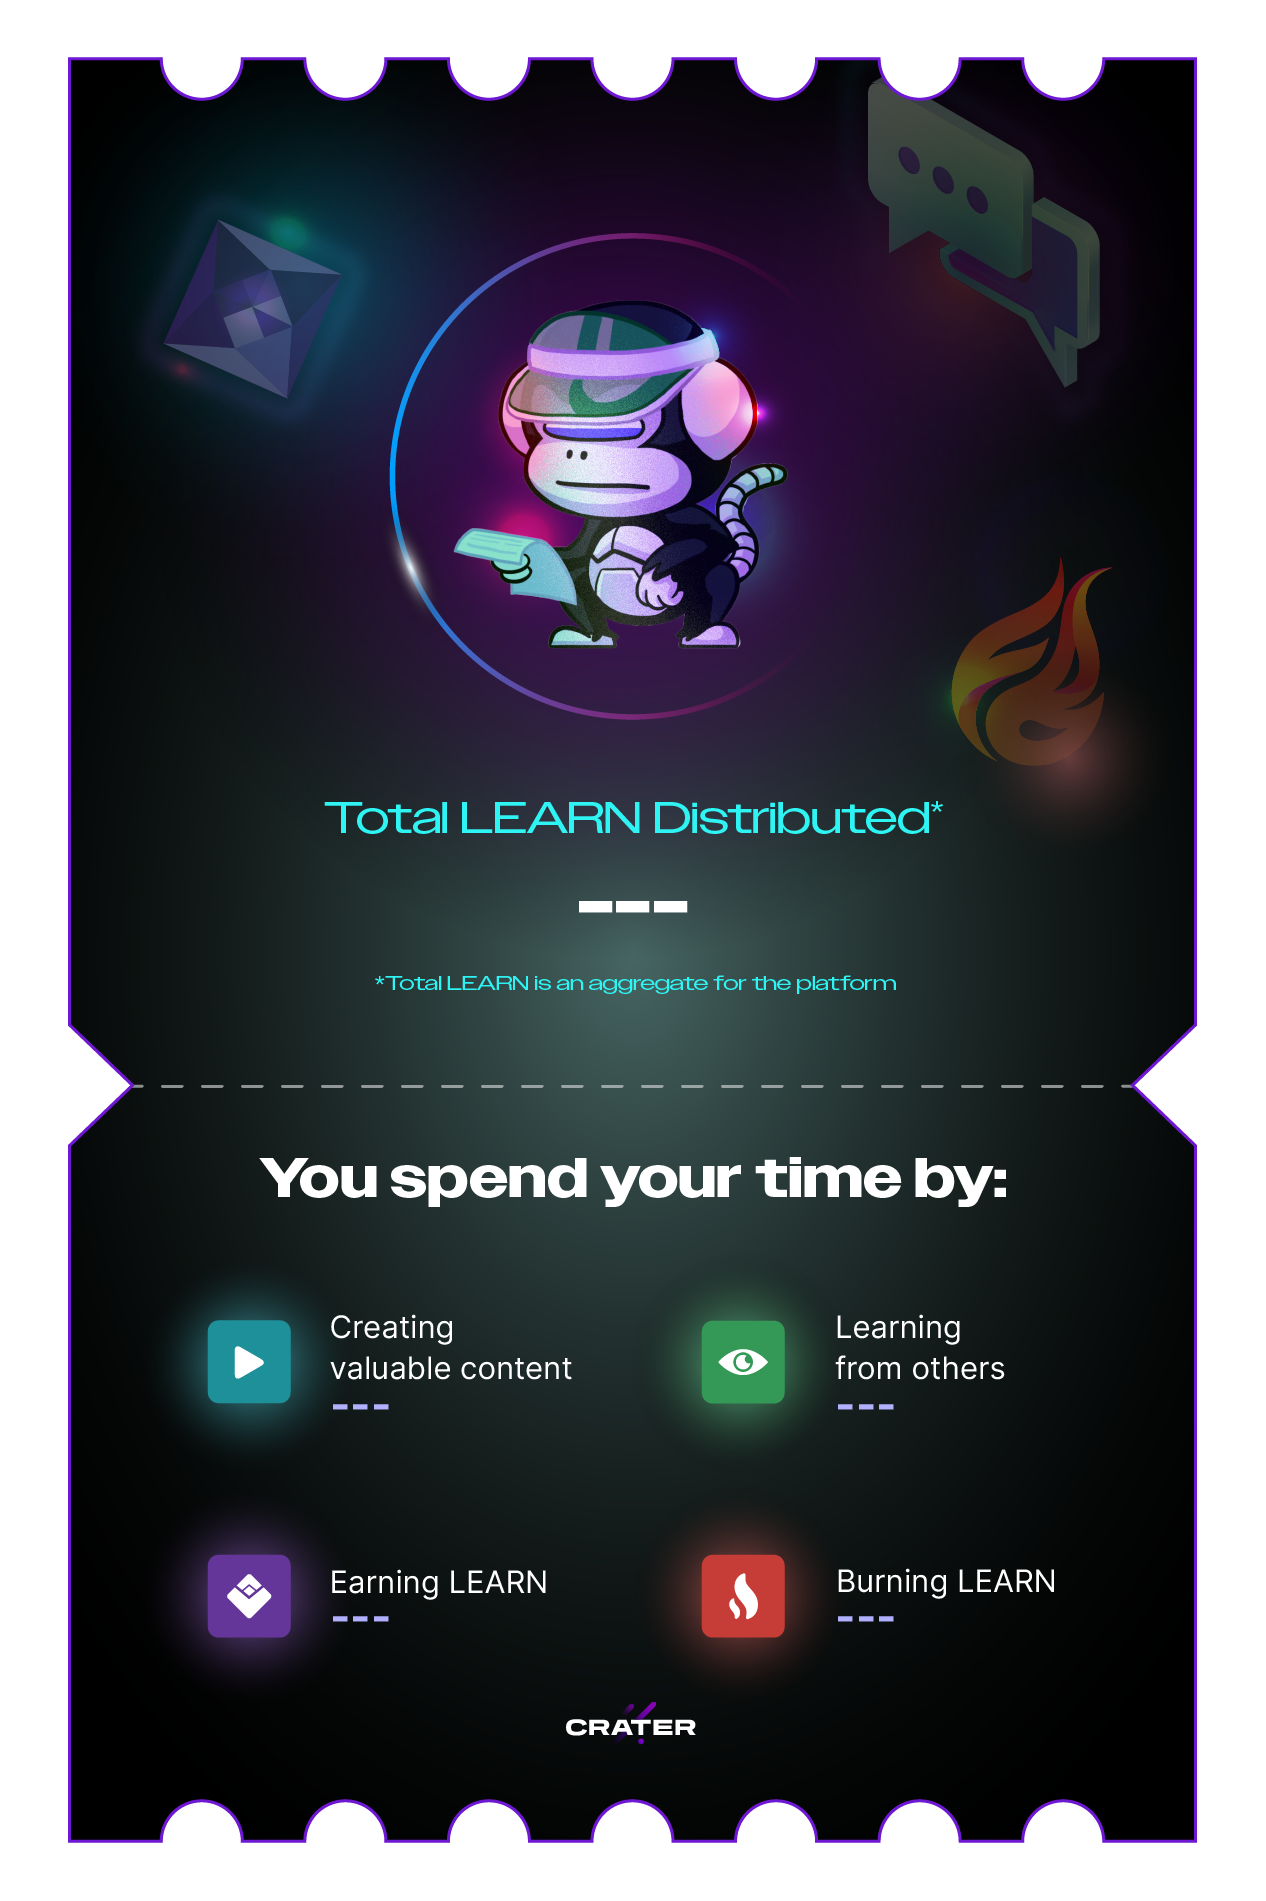 Total LEARN Distributed*
---
*Total LEARN is an aggregate for the platform
You spend your time by:
Creating
valuable content
---
Learning
from others
---
Earning LEARN
---
Burning LEARN
---
CRATER